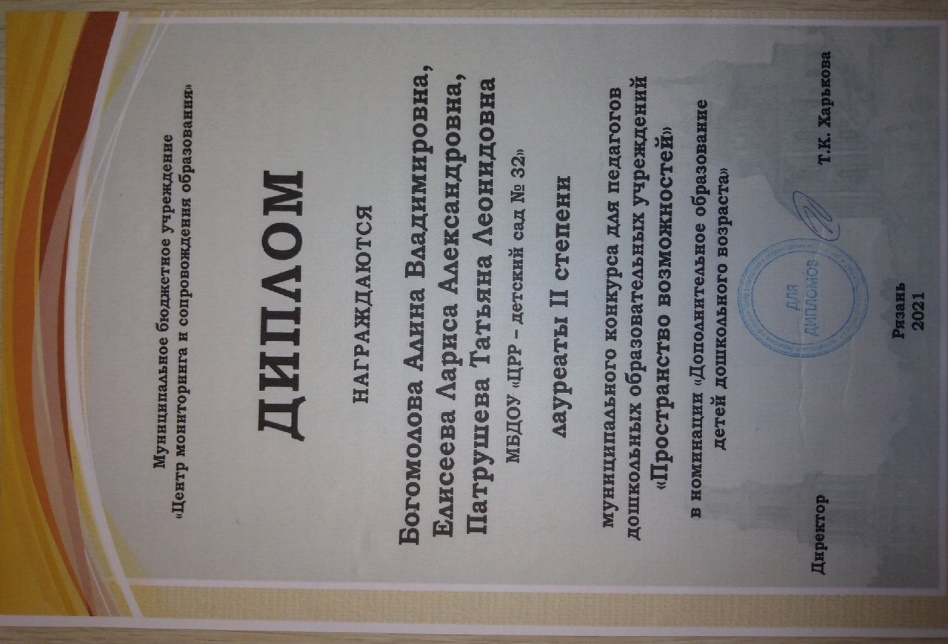 Муниципальное бюджетное учреждение
«Центр мониторинга и сопровождения образования»
ДИПЛОМ
НАГРАЖДАЮТСЯ
Богомолова Алина Владимировна,
Елисеева Лариса Александровна,
Патрушева Татьяна Леонидовна
МБДОУ «ЦРР – детский сад № 32»
лауреаты II степени
муниципального конкурса для педагогов
дошкольных образовательных учреждений
«Пространство возможностей»
в номинации «Дополнительное образование
детей дошкольного возраста»
ДЛЯ
ДИПЛОМОВ
Директор Т.К. Харькова
Рязань
2021